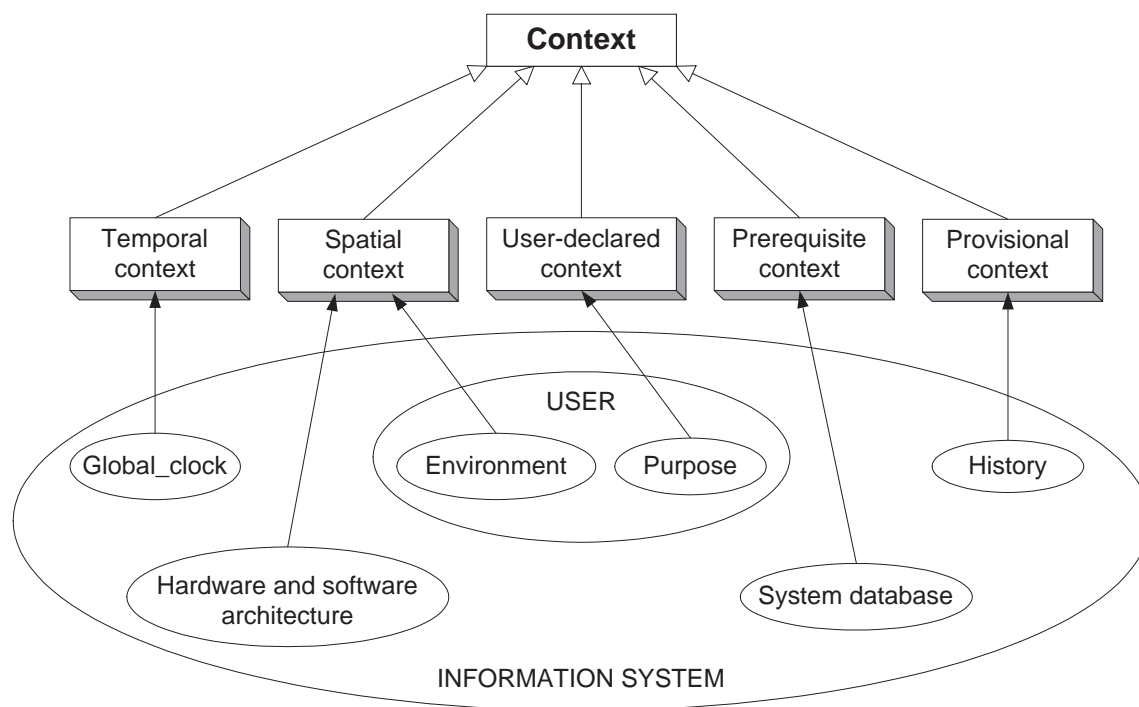 Context
Temporal
context
Spatial
context
User-declared
context
Prerequisite
context
Provisional
context
USER
Global_clock
Environment
Purpose
History
Hardware and software
architecture
System database
INFORMATION SYSTEM